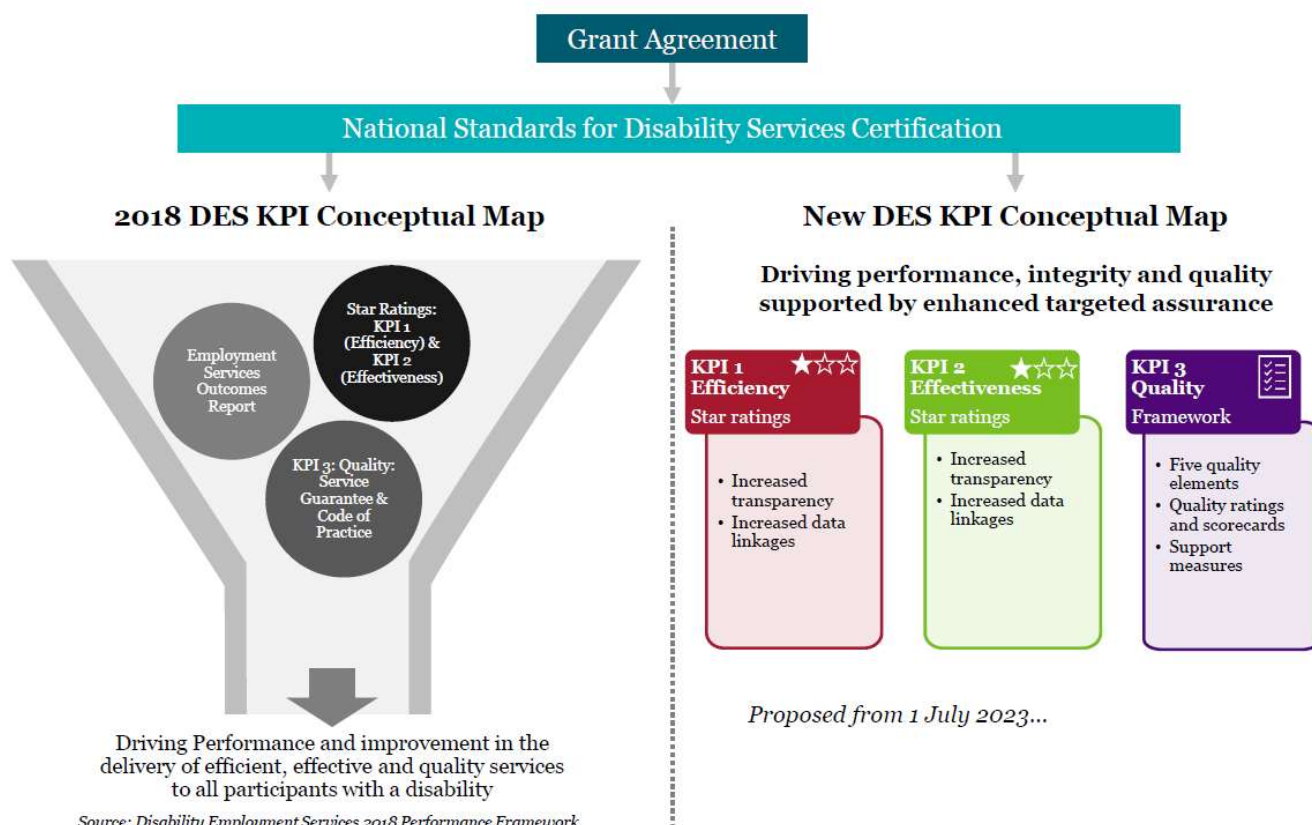 Grant Agreement
National Standards for Disability Services Certification
2018 DES KPI Conceptual Map
Star Ratings:
KPI 1
(Efficiency) &
KPI 2
(Effectiveness)
Employment
Services
Outcomes
Report
KPI 3: Quality:
Service
Guarantee &
Code of
Practice
Driving Performance and improvement in the
delivery of efficient, effective and quality services
to all participants with a disability
Source: Disability Employment Services 2018 Performance Framework
New DES KPI Conceptual Map
Driving performance, integrity and quality
supported by enhanced targeted assurance
KPI 1
Efficiency
Star ratings
• Increased
transparency
• Increased data
linkages
KPI 2
Effectiveness
Star ratings
• Increased
transparency
• Increased data
linkages
KPI 3
Quality
Framework
• Five quality
elements
• Quality ratings
and scorecards
• Support
measures
Proposed from 1 July 2023...